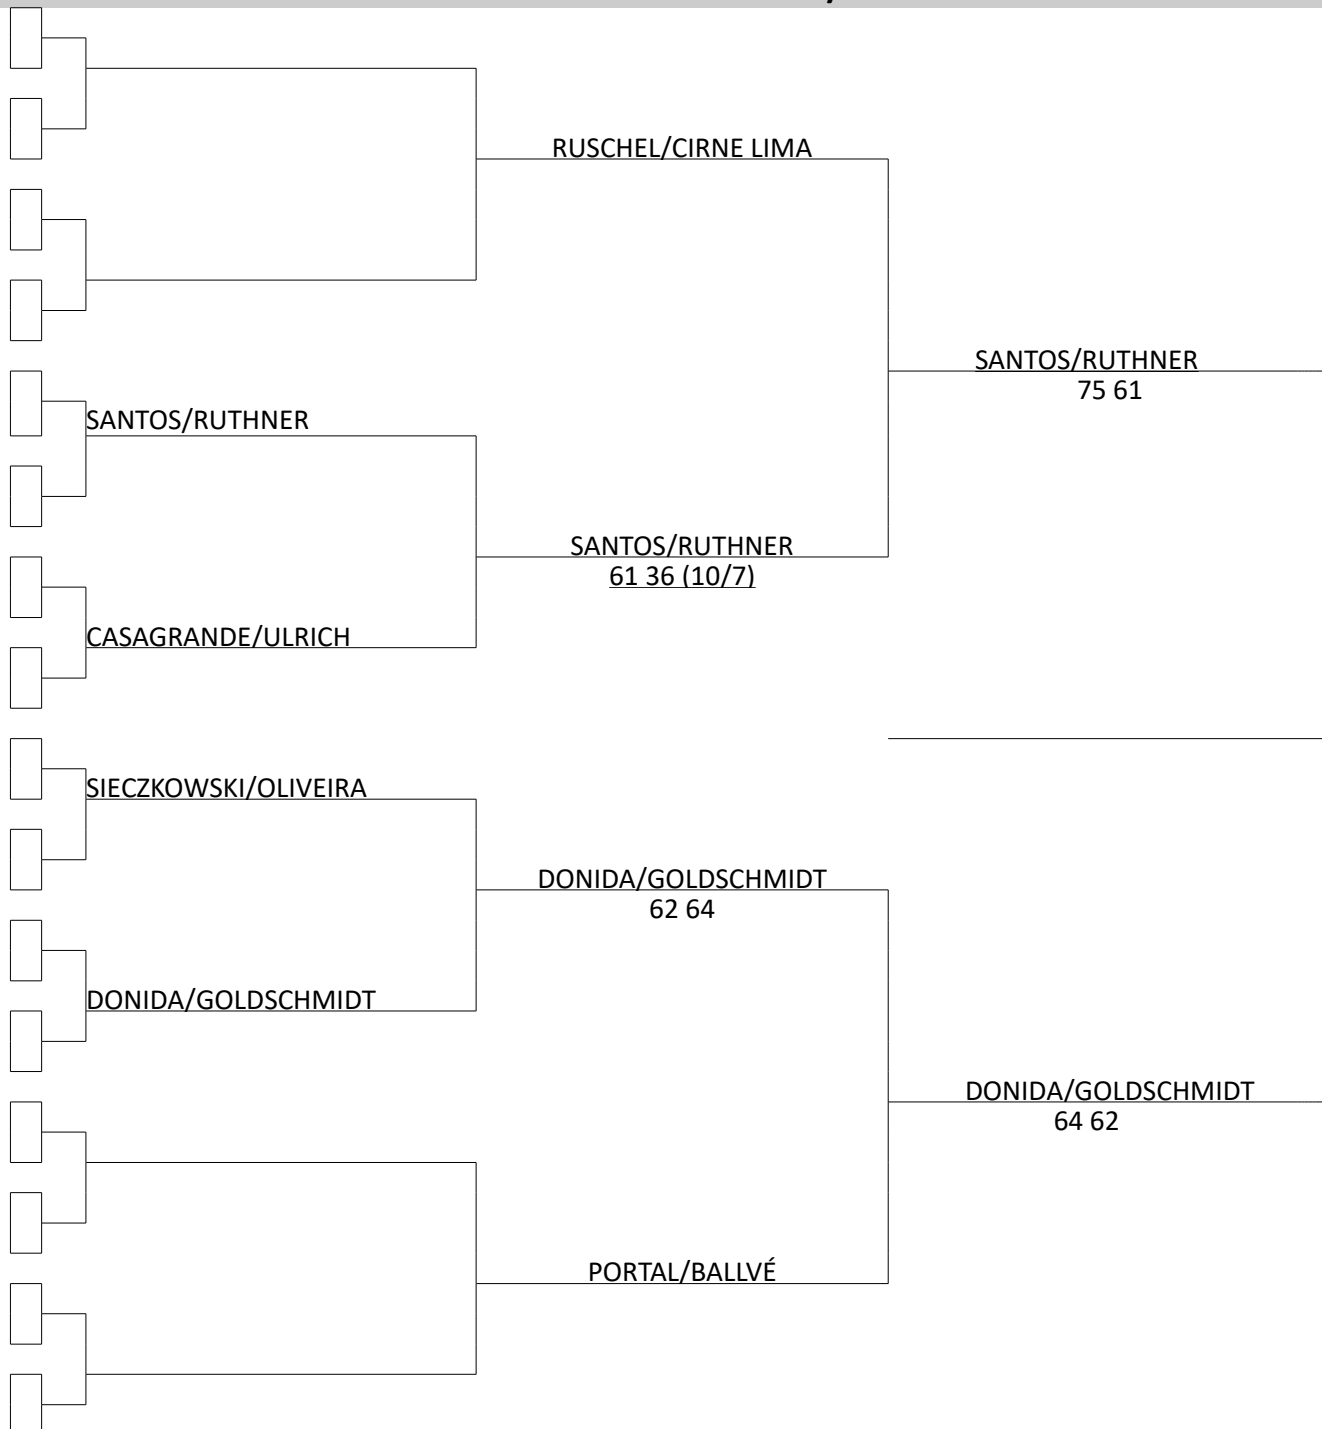 RUSCHEL/CIRNE LIMA
SANTOS/RUTHNER
75 61
SANTOS/RUTHNER
SANTOS/RUTHNER
61 36 (10/7)
CASAGRANDE/ULRICH
SIECZKOWSKI/OLIVEIRA
DONIDA/GOLDSCHMIDT
62 64
DONIDA/GOLDSCHMIDT
DONIDA/GOLDSCHMIDT
64 62
PORTAL/BALLVÉ